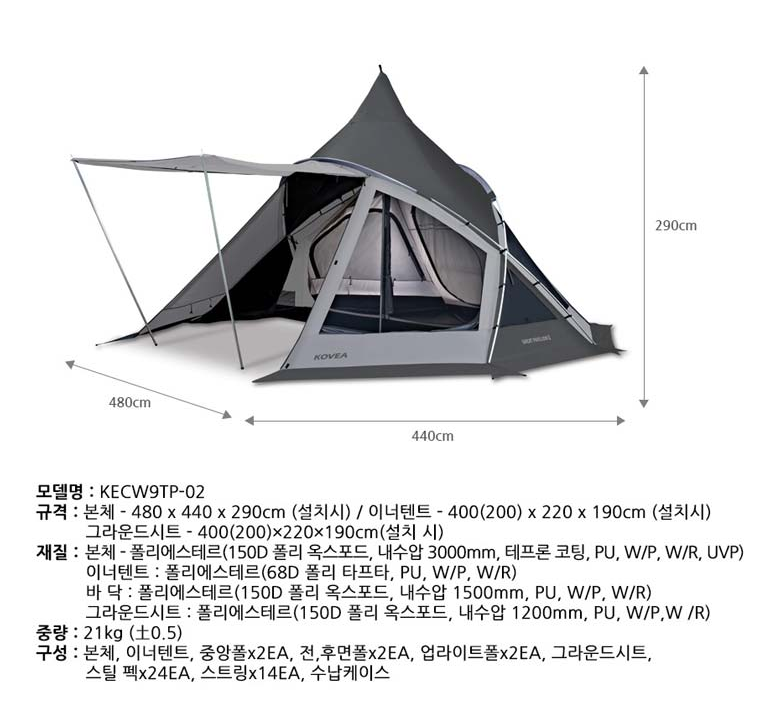 290cm
KOVEA
480cm
440cm
모델명 : KECW9TP-02
규격 : 본체 - 480 x 440 x 290cm (설치시) / 이너텐트 - 400(200) x 220 x 190cm (설치시)
그라운드시트 - 400(200)×220×190cm(설치 시)
재질 : 본체 - 폴리에스테르(150D 폴리 옥스포드, 내수압 3000mm, 테프론 코팅, PU, W/P, W/R, UVP)
이너텐트 : 폴리에스테르(68D 폴리 타프타, PU, W/P, W/R)
바 닥 : 폴리에스테르(150D 폴리 옥스포드, 내수압 1500mm, PU, W/P, W/R)
그라운드시트 : 폴리에스테르(150D 폴리 옥스포드, 내수압 1200mm, PU, W/P,W /R)
중량 : 21kg (土0.5)
구성 : 본체, 이너텐트, 중앙폴x2EA, 전,후면폴x2EA, 업라이트폴x2EA, 그라운드시트,
스틸 펙x24EA, 스트링x14EA, 수납케이스